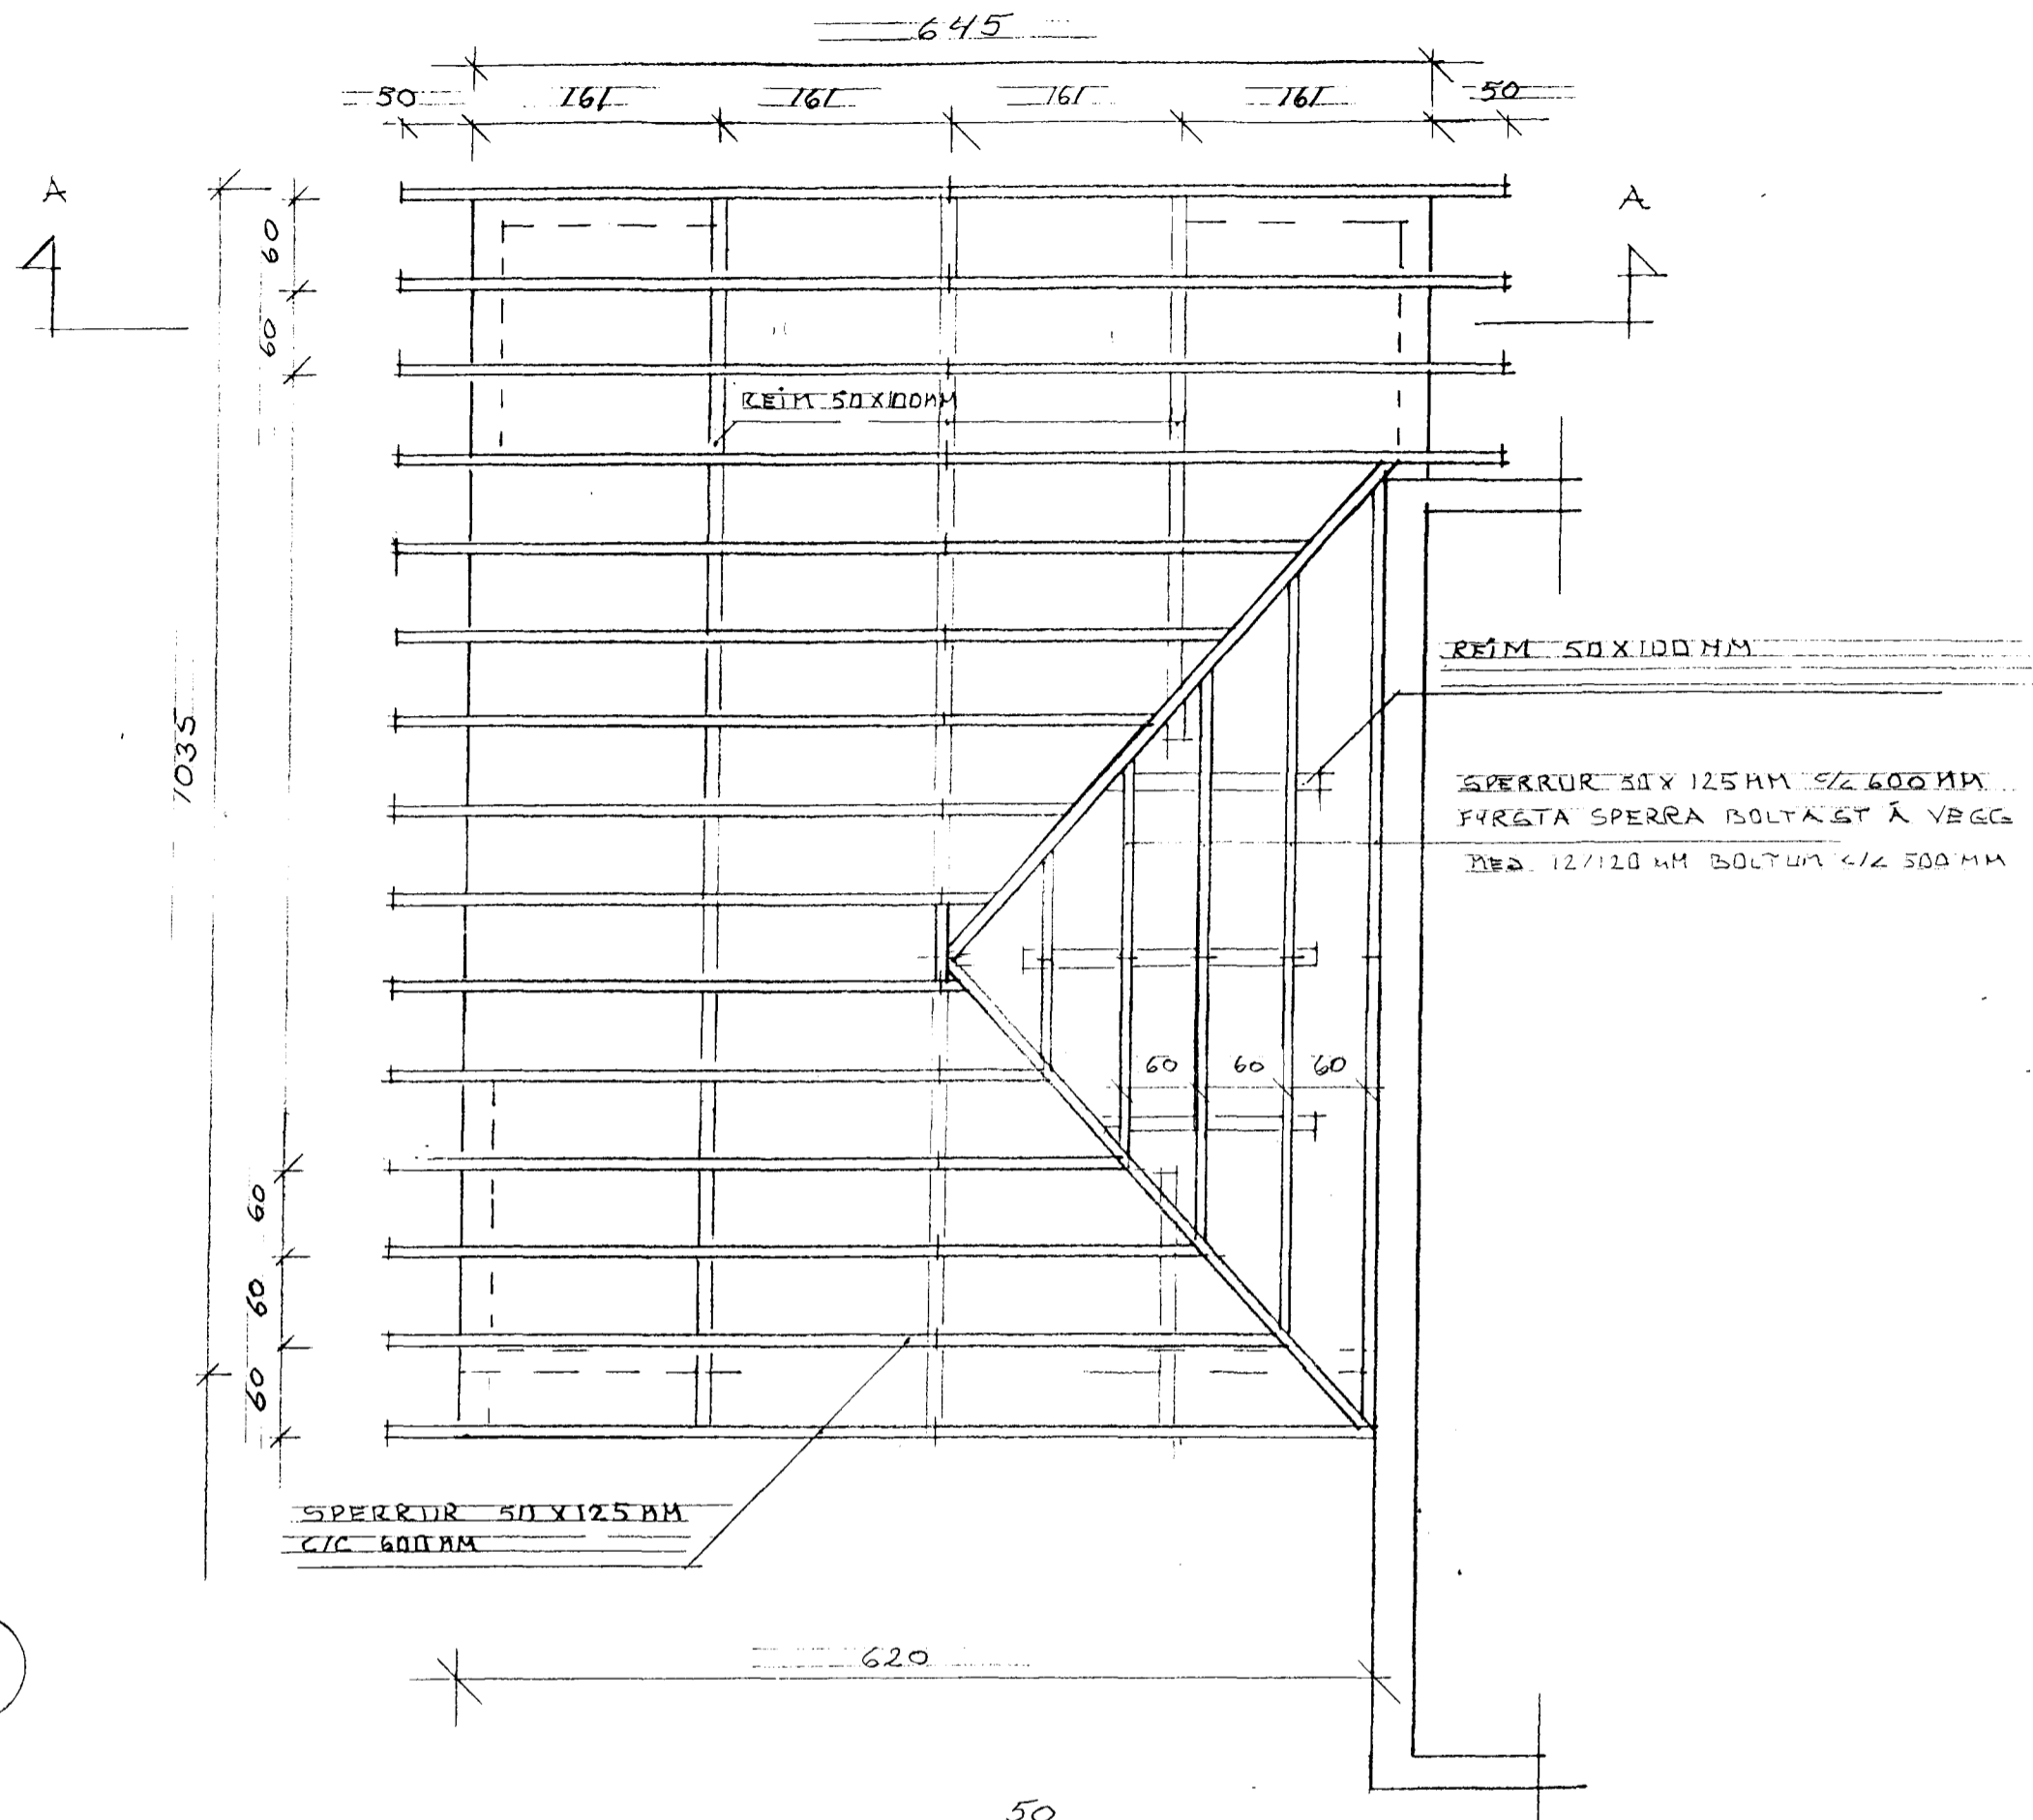 645
50 161 161 161 161 50
A A
60
60
REIM 50X100MM
REIM 50X100MM
1035
SPERRUR 50X125MM C/C 600MM
FYRSTA SPERRA BOLTAST Á VEGG
MEÐ 12/120 MM BOLTUM C/C 500MM
60 60 60
60
60
60
SPERRUR 50X125MM
C/C 600MM
620
50